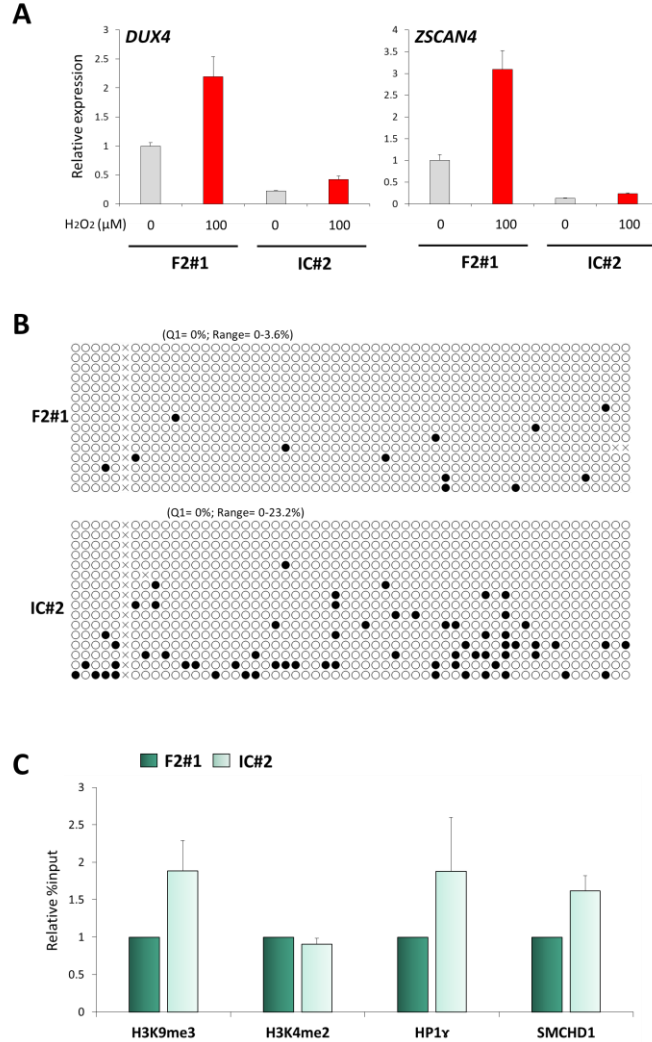 A
DUX4
ZSCAN4
Relative expression
3
2.5
2
1.5
1
0.5
0
4
3.5
3
2.5
2
1.5
1
0.5
0
H₂O₂ (μM) 0 100 0 100 0 100 0 100
F2#1 IC#2 F2#1 IC#2
B
(Q1= 0%; Range= 0-3.6%)
F2#1
(Q1= 0%; Range= 0-23.2%)
IC#2
C
F2#1 IC#2
Relative %input
3
2.5
2
1.5
1
0.5
0
H3K9me3 H3K4me2 HP1γ SMCHD1